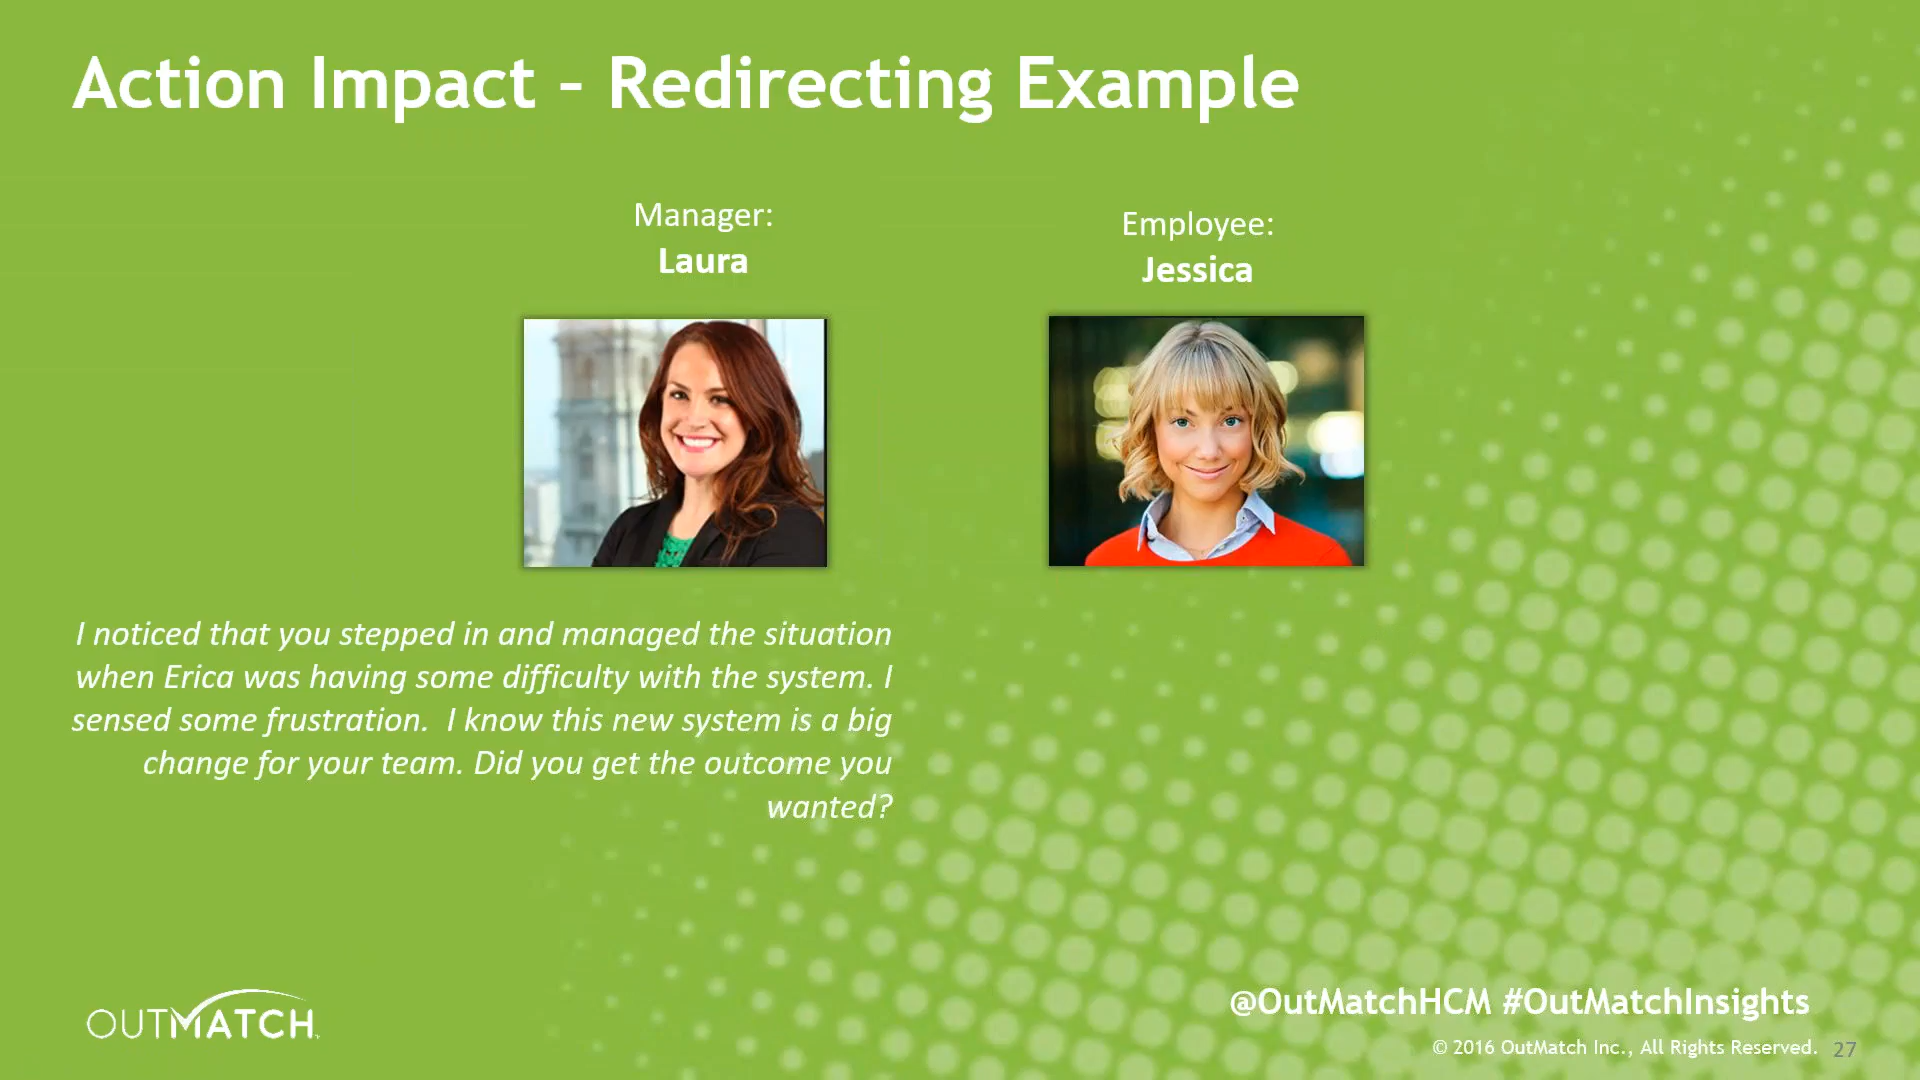 Action Impact – Redirecting Example
Manager:
Laura
Employee:
Jessica
I noticed that you stepped in and managed the situation
when Erica was having some difficulty with the system. I
sensed some frustration.  I know this new system is a big
change for your team. Did you get the outcome you
wanted?
OUTMATCH
@OutMatchHCM #OutMatchInsights
© 2016 OutMatch Inc., All Rights Reserved. 27